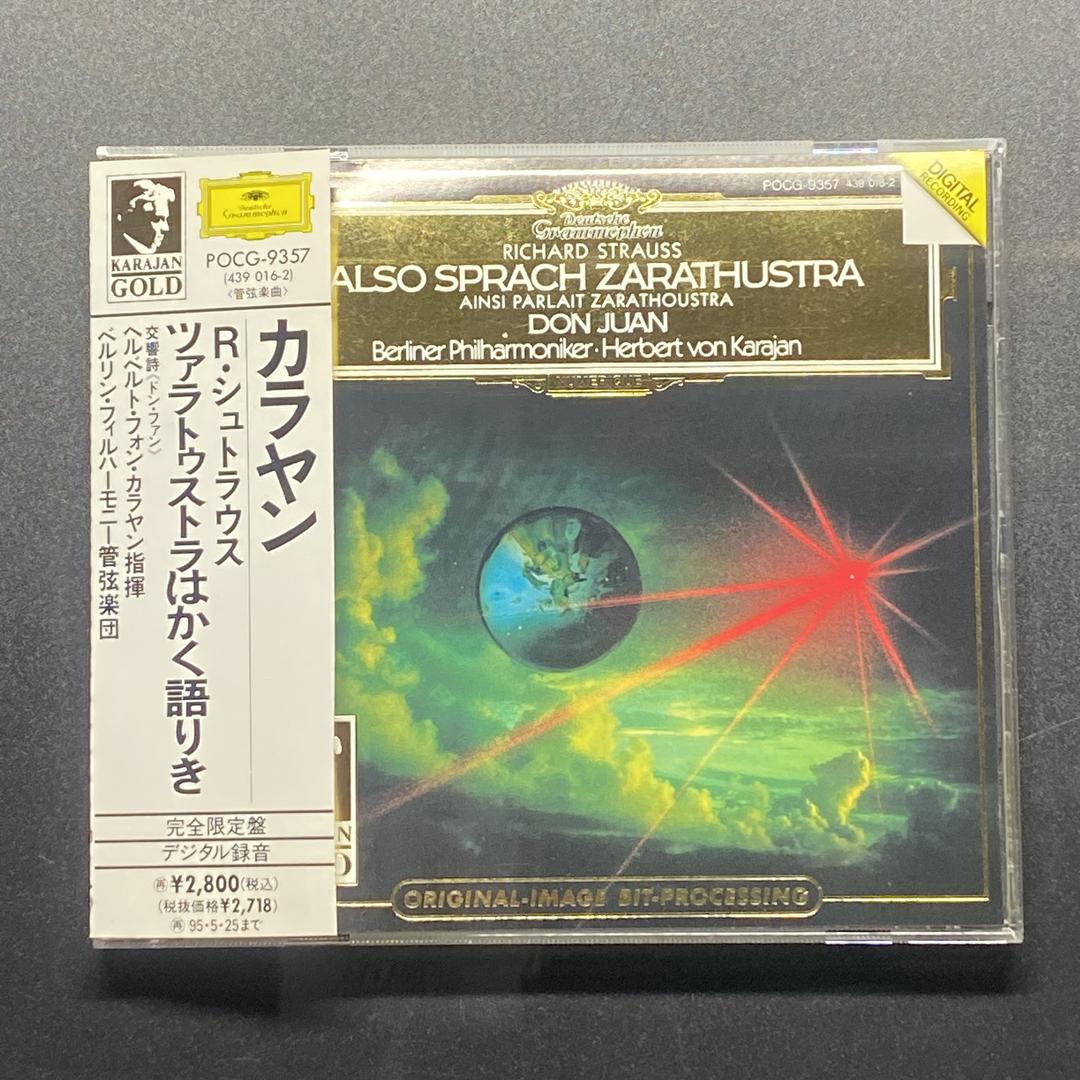 KARAJAN
GOLD
Deutsche
Grammophon
POCG-9357
(439 016-2)
〈管弦楽曲〉
カラヤン
R・シュトラウス
ツァラトゥストラはかく語りき
交響詩《ドン・ファン》
ヘルベルト・フォン・カラヤン指揮
ベルリン・フィルハーモニー管弦楽団
完全限定盤
デジタル録音
再¥2,800(税込)
(税抜価格¥2,718)
再 95・5・25まで
POCG-9357 439 016-2
DIGITAL
RECORDING
Deutsche
Grammophon
RICHARD STRAUSS
ALSO SPRACH ZARATHUSTRA
AINSI PARLAIT ZARATHOUSTRA
DON JUAN
Berliner Philharmoniker·Herbert von Karajan
NUMERIQUE
ORIGINAL-IMAGE BIT-PROCESSING